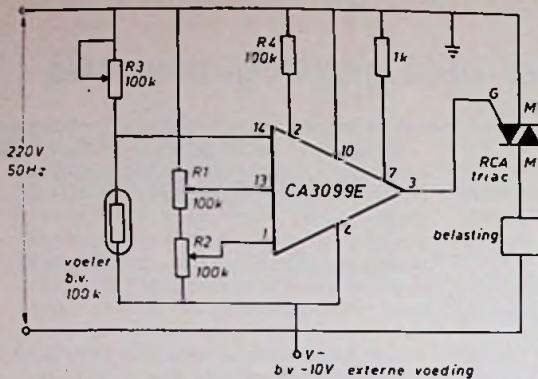 R3
100k
R4
100k
1k
G
M
14
2
10
7
220V
50Hz
R1
100k
13
CA3099E
3
RCA
triac
M
R2
100k
1
4
voeler
b.v.
100k
belasting
V-
b.v -10V externe voeding